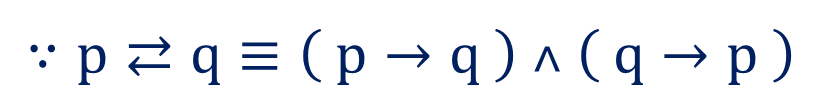 ∵ p ⇄ q ≡ ( p → q ) ∧ ( q → p )